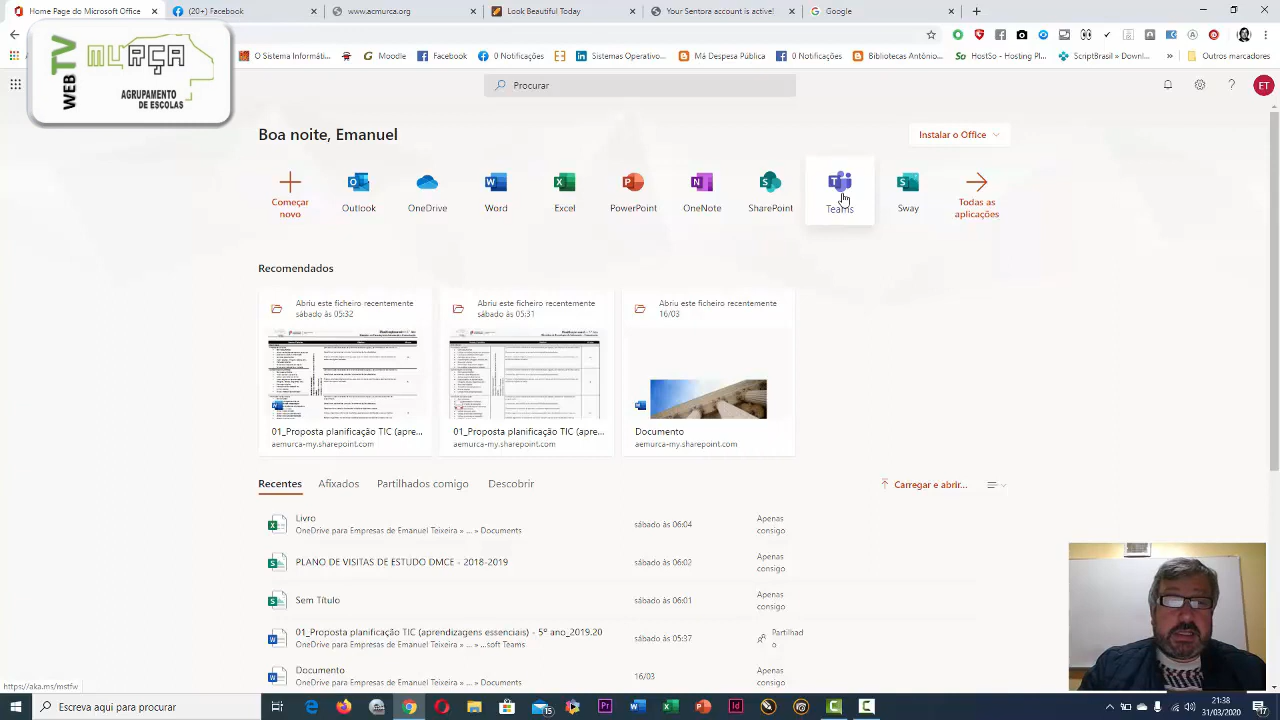 Home Page do Office 365
(20+) Facebook
www.acmurca.org
Look Beautiful Today
Your Sentora account is active!
Google
O Sistema Informátic
Moodle
Facebook
0 Notificações
Sistemas Operativo...
Má Despesa Pública
0 Notificações
Bibliotecas Antónin
HostSo - Hosting Pl...
ScriptBrasil » Downl...
»
Outros marcadores
WEB TV
MURÇA
AGRUPAMENTO
DE ESCOLAS
Procurar
ET
Boa noite, Emanuel
Instalar o Office
Começar novo
Outlook
OneDrive
Word
Excel
PowerPoint
OneNote
SharePoint
Teams
Sway
Todas as aplicações
Recomendados
Abriu este ficheiro recentemente
sábado às 05:32
Abriu este ficheiro recentemente
sábado às 05:31
Abriu este ficheiro recentemente
16/03
01_Proposta planificação TIC (apre...
aemurca-my.sharepoint.com
01_Proposta planificação TIC (apre...
aemurca-my.sharepoint.com
Documento
aemurca-my.sharepoint.com
Recentes
Afixados
Partilhados comigo
Descobrir
Carregar e abrir...
Livro
OneDrive para Empresas de Emanuel Teixeira » ... » Documents
sábado às 06:04
Apenas consigo
PLANO DE VISITAS DE ESTUDO DMCE - 2018-2019
sábado às 06:02
Apenas consigo
Sem Título
sábado às 06:01
Apenas consigo
01_Proposta planificação TIC (aprendizagens essenciais) - 5º ano_2019.20
OneDrive para Empresas de Emanuel Teixeira » ...soft Teams
sábado às 05:37
Partilhado
Documento
OneDrive para Empresas de Emanuel Teixeira » ... » Documents
16/03
Apenas consigo
https://aka.ms/mstfw
Escreva aqui para procurar
21:38
31/03/2020